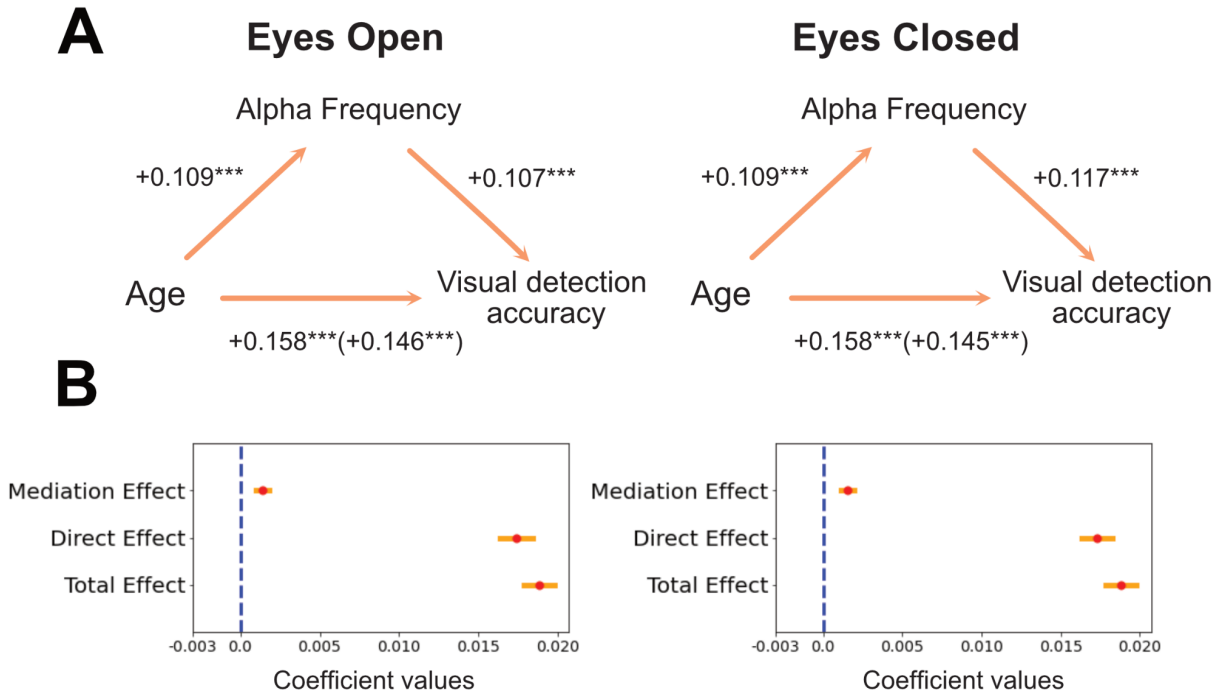 A
Eyes Open
Eyes Closed
Alpha Frequency
Alpha Frequency
+0.109***
+0.107***
+0.109***
+0.117***
Age
Visual detection
accuracy
Age
Visual detection
accuracy
+0.158***(+0.146***)
+0.158***(+0.145***)
B
Mediation Effect
Direct Effect
Total Effect
-0.003 0.0 0.005 0.010 0.015 0.020
Coefficient values
Mediation Effect
Direct Effect
Total Effect
-0.003 0.0 0.005 0.010 0.015 0.020
Coefficient values